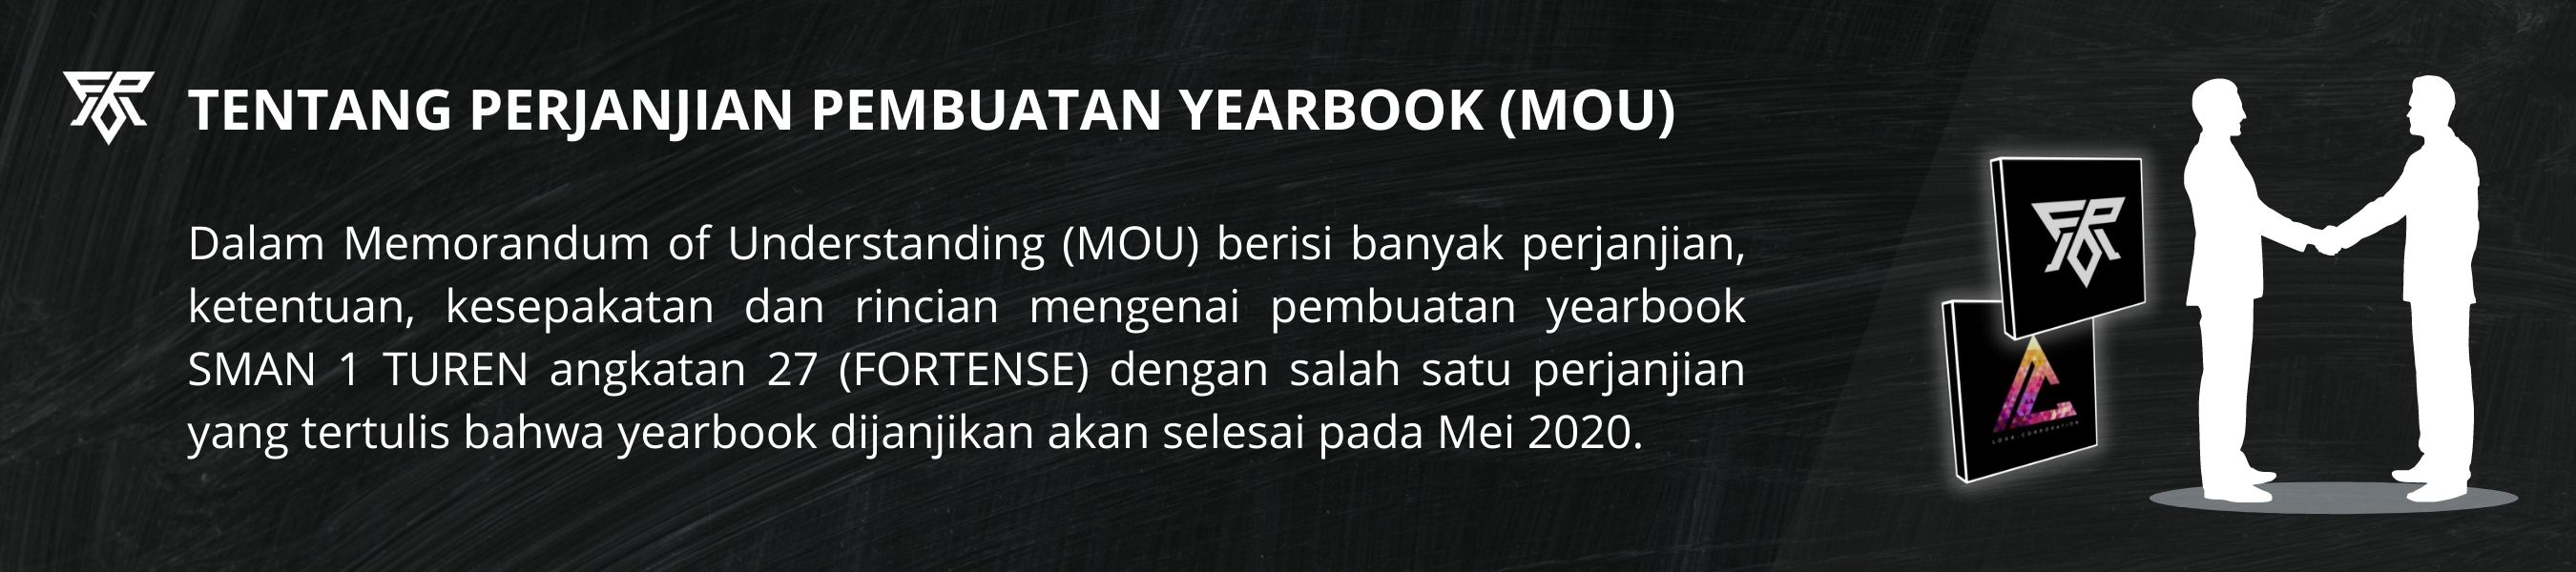 TENTANG PERJANJIAN PEMBUATAN YEARBOOK (MOU)
Dalam Memorandum of Understanding (MOU) berisi banyak perjanjian,
ketentuan, kesepakatan dan rincian mengenai pembuatan yearbook
SMAN 1 TUREN angkatan 27 (FORTENSE) dengan salah satu perjanjian
yang tertulis bahwa yearbook dijanjikan akan selesai pada Mei 2020.
LOKA.CORPORATION